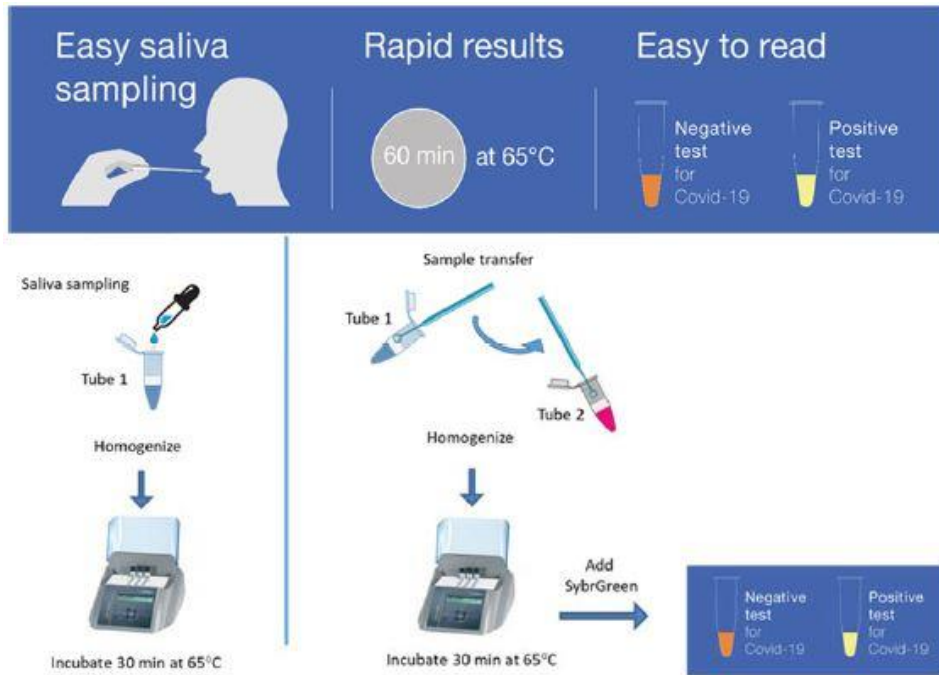 Easy saliva
sampling
Rapid results
60 min at 65°C
Easy to read
Negative
test
for
Covid-19
Positive
test
for
Covid-19
Saliva sampling
Tube 1
Homogenize
Incubate 30 min at 65°C
Sample transfer
Tube 1
Tube 2
Homogenize
Incubate 30 min at 65°C
Add
SybrGreen
Negative
test
for
Covid-19
Positive
test
for
Covid-19